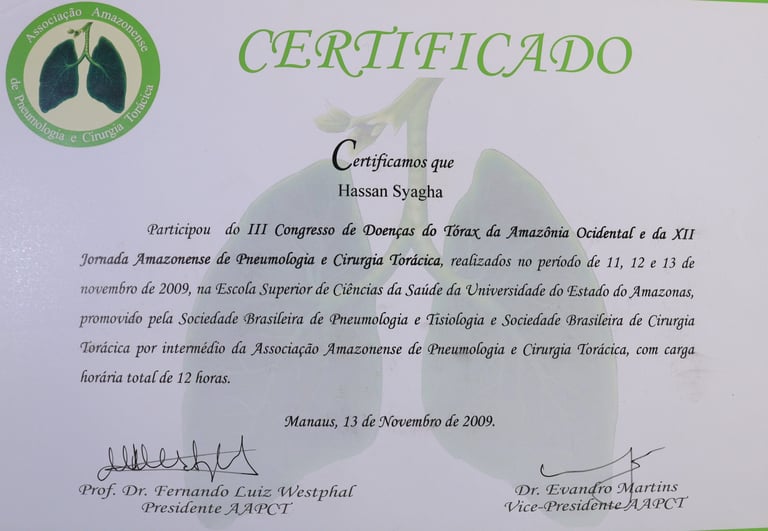 Associação Amazonense
de Pneumologia e Cirurgia Torácica
CERTIFICADO
Certificamos que
Hassan Syagha
Participou do III Congresso de Doenças do Tórax da Amazônia Ocidental e da XII
Jornada Amazonense de Pneumologia e Cirurgia Torácica, realizados no período de 11, 12 e 13 de
novembro de 2009, na Escola Superior de Ciências da Saúde da Universidade do Estado do Amazonas,
promovido pela Sociedade Brasileira de Pneumologia e Tisiologia e Sociedade Brasileira de Cirurgia
Torácica por intermédio da Associação Amazonense de Pneumologia e Cirurgia Torácica, com carga
horária total de 12 horas.
Manaus, 13 de Novembro de 2009.
Prof. Dr. Fernando Luiz Westphal
Presidente AAPCT
Dr. Evandro Martins
Vice-Presidente AAPCT